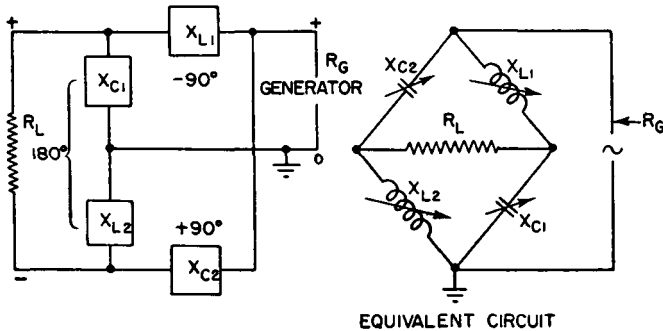 +
X_L1
+
-90°
R_G
GENERATOR
X_C1
R_L
180°
0
X_L2
+90°
-
X_C2
X_C2
X_L1
R_L
R_G
~
X_L2
X_C1
EQUIVALENT CIRCUIT